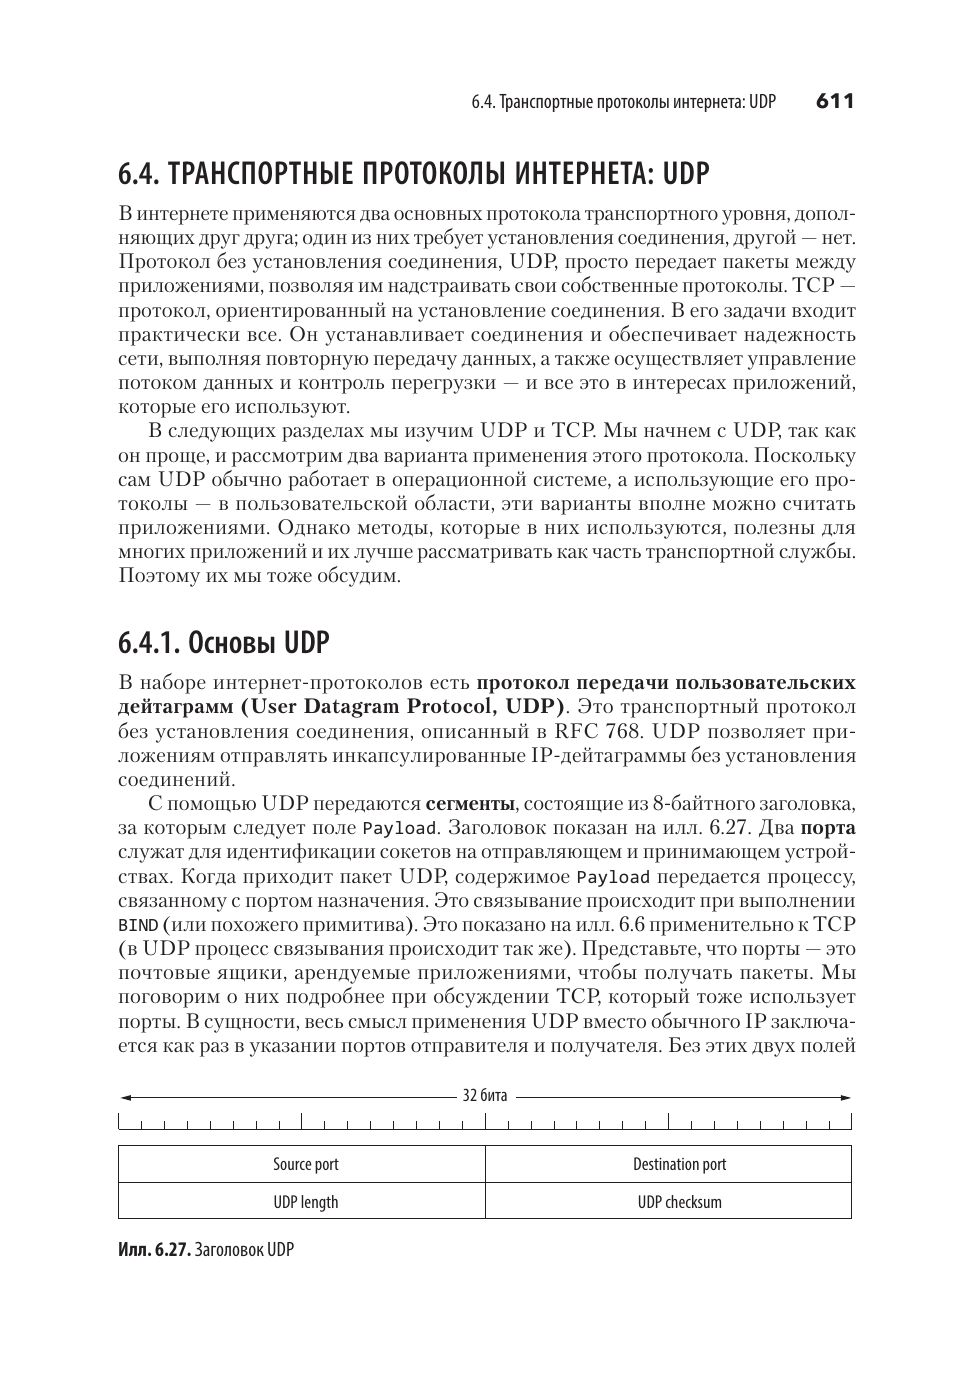 6.4. Транспортные протоколы интернета: UDP 611
6.4. ТРАНСПОРТНЫЕ ПРОТОКОЛЫ ИНТЕРНЕТА: UDP
В интернете применяются два основных протокола транспортного уровня, допол-
няющих друг друга; один из них требует установления соединения, другой — нет.
Протокол без установления соединения, UDP, просто передает пакеты между
приложениями, позволяя им надстраивать свои собственные протоколы. TCP —
протокол, ориентированный на установление соединения. В его задачи входит
практически все. Он устанавливает соединения и обеспечивает надежность
сети, выполняя повторную передачу данных, а также осуществляет управление
потоком данных и контроль перегрузки — и все это в интересах приложений,
которые его используют.
В следующих разделах мы изучим UDP и TCP. Мы начнем с UDP, так как
он проще, и рассмотрим два варианта применения этого протокола. Поскольку
сам UDP обычно работает в операционной системе, а использующие его про-
токолы — в пользовательской области, эти варианты вполне можно считать
приложениями. Однако методы, которые в них используются, полезны для
многих приложений и их лучше рассматривать как часть транспортной службы.
Поэтому их мы тоже обсудим.
6.4.1. Основы UDP
В наборе интернет-протоколов есть протокол передачи пользовательских
дейтаграмм (User Datagram Protocol, UDP). Это транспортный протокол
без установления соединения, описанный в RFC 768. UDP позволяет при-
ложениям отправлять инкапсулированные IP-дейтаграммы без установления
соединений.
С помощью UDP передаются сегменты, состоящие из 8-байтного заголовка,
за которым следует поле Payload. Заголовок показан на илл. 6.27. Два порта
служат для идентификации сокетов на отправляющем и принимающем устрой-
ствах. Когда приходит пакет UDP, содержимое Payload передается процессу,
связанному с портом назначения. Это связывание происходит при выполнении
BIND (или похожего примитива). Это показано на илл. 6.6 применительно к TCP
(в UDP процесс связывания происходит так же). Представьте, что порты — это
почтовые ящики, арендуемые приложениями, чтобы получать пакеты. Мы
поговорим о них подробнее при обсуждении TCP, который тоже использует
порты. В сущности, весь смысл применения UDP вместо обычного IP заключа-
ется как раз в указании портов отправителя и получателя. Без этих двух полей
32 бита
Source port Destination port
UDP length UDP checksum
Илл. 6.27. Заголовок UDP